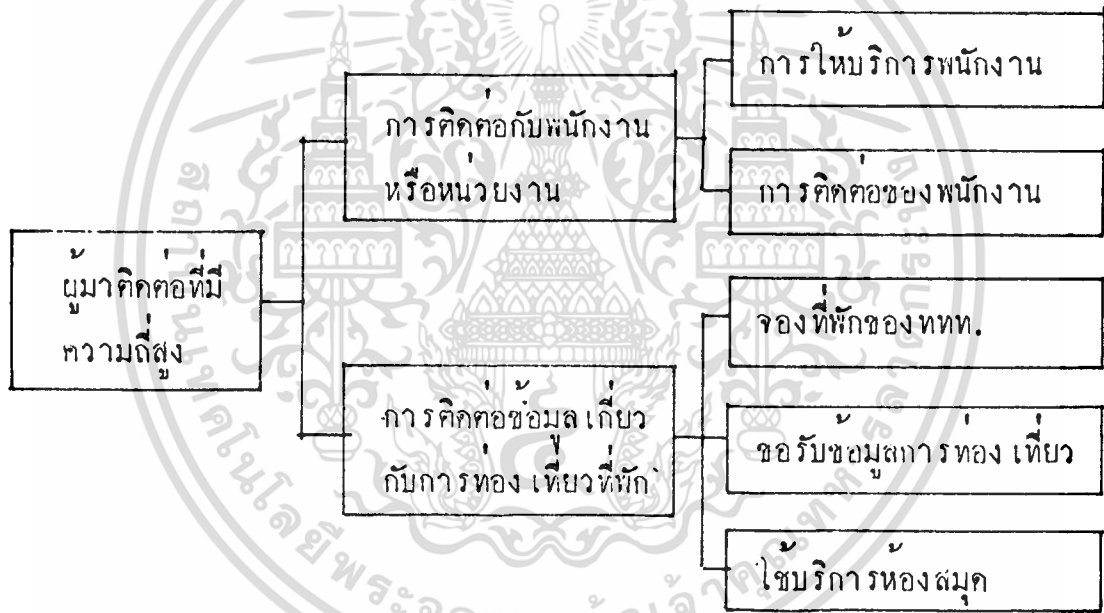 ผู้มาติดต่อที่มี
ความถี่สูง
การติดต่อกับพนักงาน
หรือหน่วยงาน
การให้บริการพนักงาน
การติดต่อของพนักงาน
การติดต่อข้อมูลเกี่ยว
กับการท่องเที่ยวที่พัก
จองที่พักของททท.
ขอรับข้อมูลการท่องเที่ยว
ใช้บริการห้องสมุด